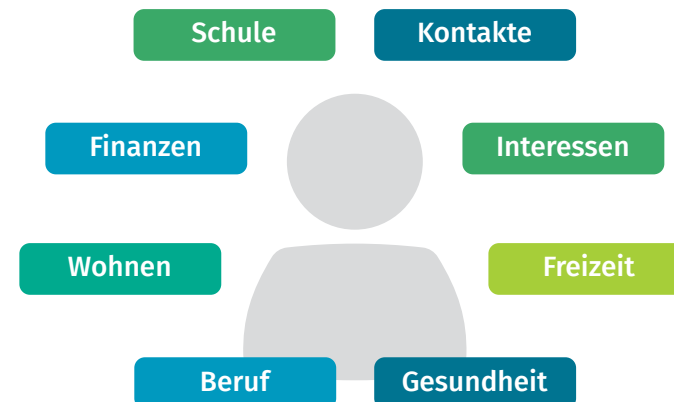 Schule
Kontakte
Finanzen
Interessen
Wohnen
Freizeit
Beruf
Gesundheit